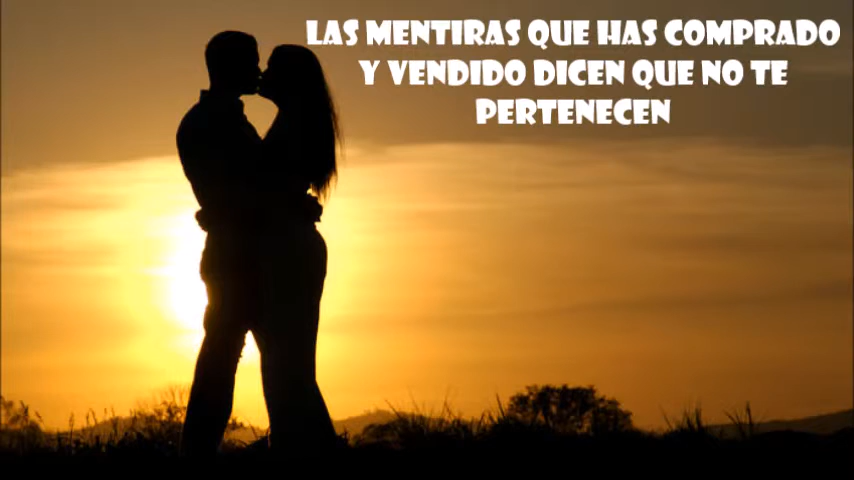 LAS MENTIRAS QUE HAS COMPRADO
Y VENDIDO DICEN QUE NO TE
PERTENECEN